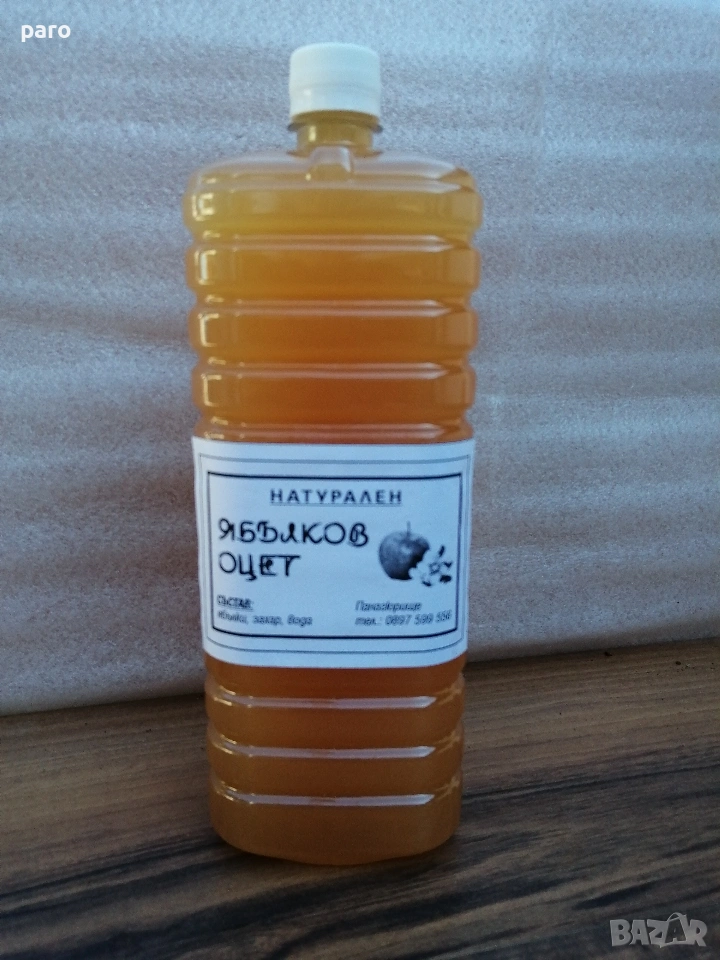 paro
НАТУРАЛЕН
ЯБЪЛКОВ
ОЦЕТ
СЪСТАВ:
ябълки, захар, вода
Панагюрище
тел.: 0897 599 556
BAZAR